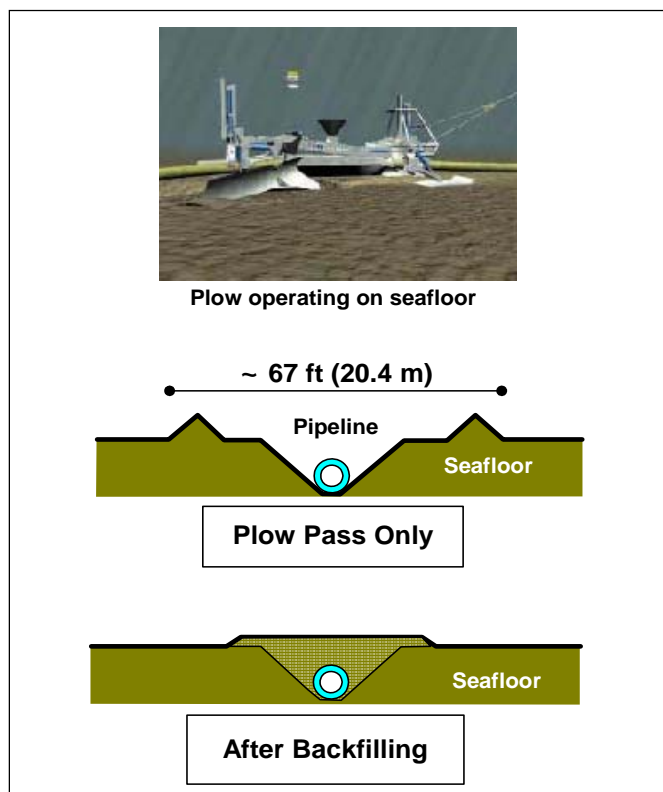 Plow operating on seafloor
~ 67 ft (20.4 m)
Pipeline
Seafloor
Plow Pass Only
Seafloor
After Backfilling